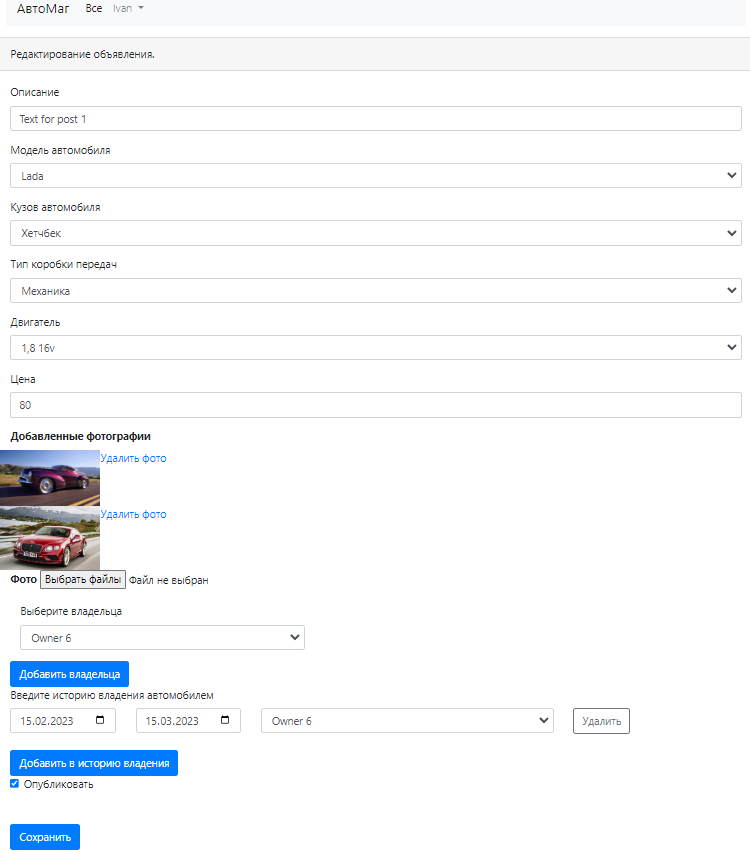 АвтоМаг Все Ivan
Редактирование объявления.
Описание
Text for post 1
Модель автомобиля
Lada
Кузов автомобиля
Хетчбек
Тип коробки передач
Механика
Двигатель
1,8 16v
Цена
80
Добавленные фотографии
Удалить фото
Удалить фото
Фото Выбрать файлы Файл не выбран
Выберите владельца
Owner 6
Добавить владельца
Введите историю владения автомобилем
15.02.2023 15.03.2023 Owner 6 Удалить
Добавить в историю владения
Опубликовать
Сохранить